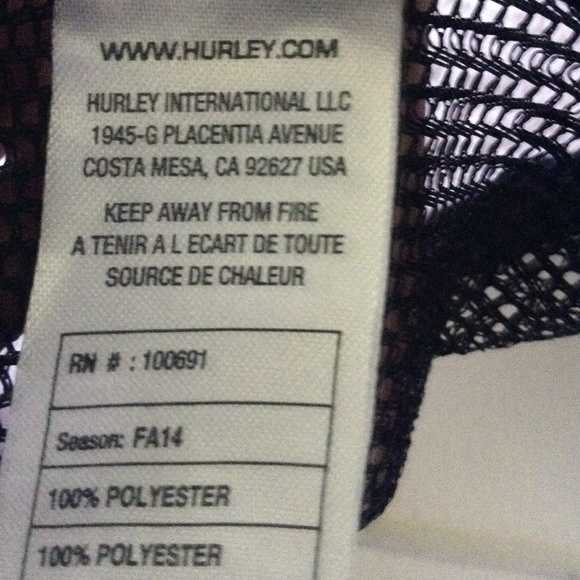 WWW.HURLEY.COM
HURLEY INTERNATIONAL LLC
1945-G PLACENTIA AVENUE
COSTA MESA, CA 92627 USA
KEEP AWAY FROM FIRE
A TENIR A L ECART DE TOUTE
SOURCE DE CHALEUR
RN # : 100691
Season: FA14
100% POLYESTER
100% POLYESTER